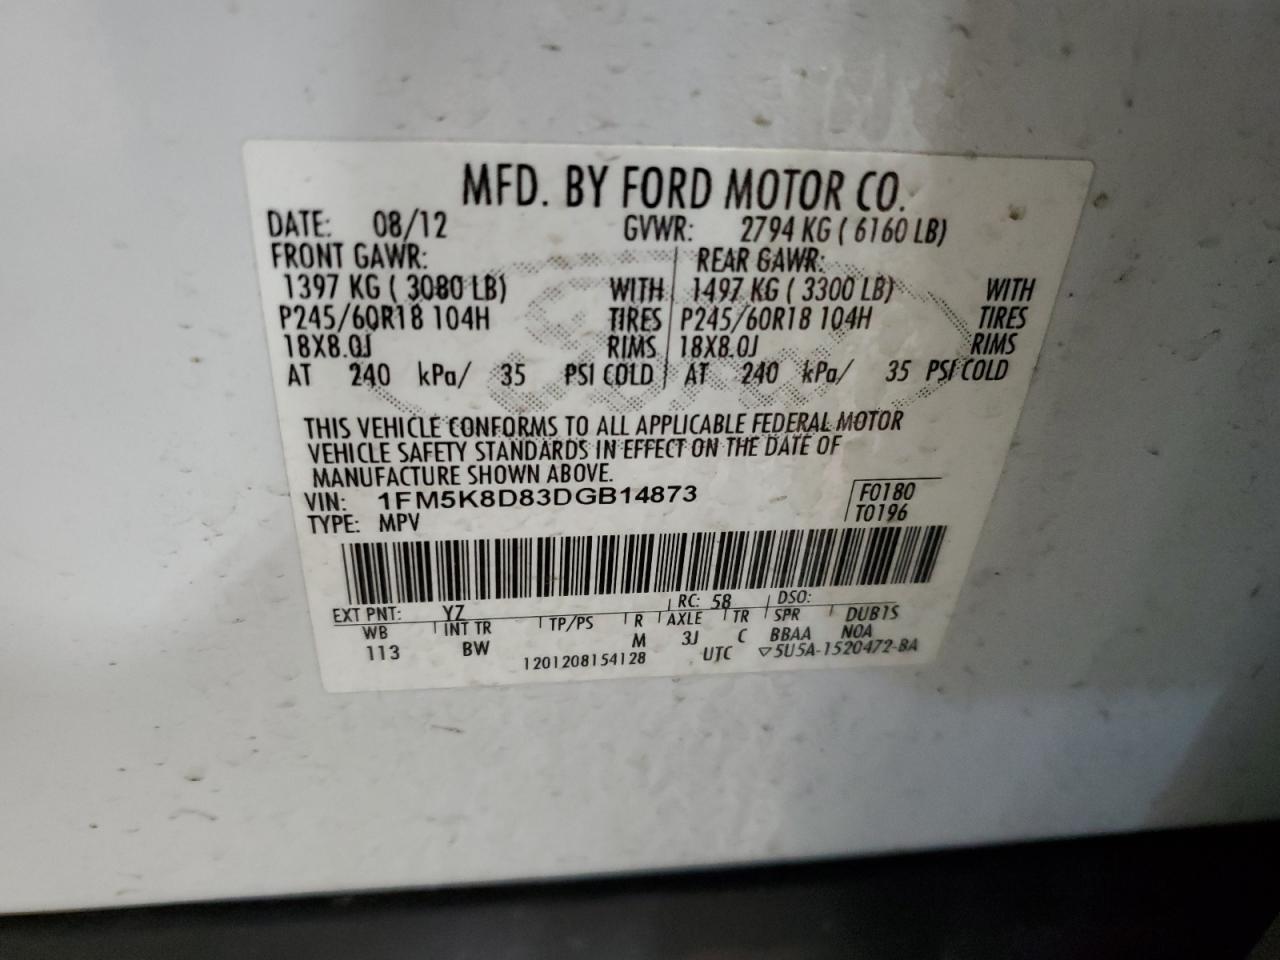 MFD. BY FORD MOTOR CO.
DATE: 08/12 GVWR: 2794 KG ( 6160 LB)
FRONT GAWR: REAR GAWR:
1397 KG ( 3080 LB) WITH 1497 KG ( 3300 LB) WITH
P245/60R18 104H TIRES P245/60R18 104H TIRES
18X8.0J RIMS 18X8.0J RIMS
AT 240 kPa/ 35 PSI COLD AT 240 kPa/ 35 PSI COLD
THIS VEHICLE CONFORMS TO ALL APPLICABLE FEDERAL MOTOR
VEHICLE SAFETY STANDARDS IN EFFECT ON THE DATE OF
MANUFACTURE SHOWN ABOVE.
VIN: 1FM5K8D83DGB14873 F0180
TYPE: MPV T0196
EXT PNT: YZ RC: 58 DSO:
WB INT TR TP/PS R AXLE TR SPR DUB1S
113 BW M 3J C BBAA NOA
1201208154128 UTC ▽5U5A-1520472-BA